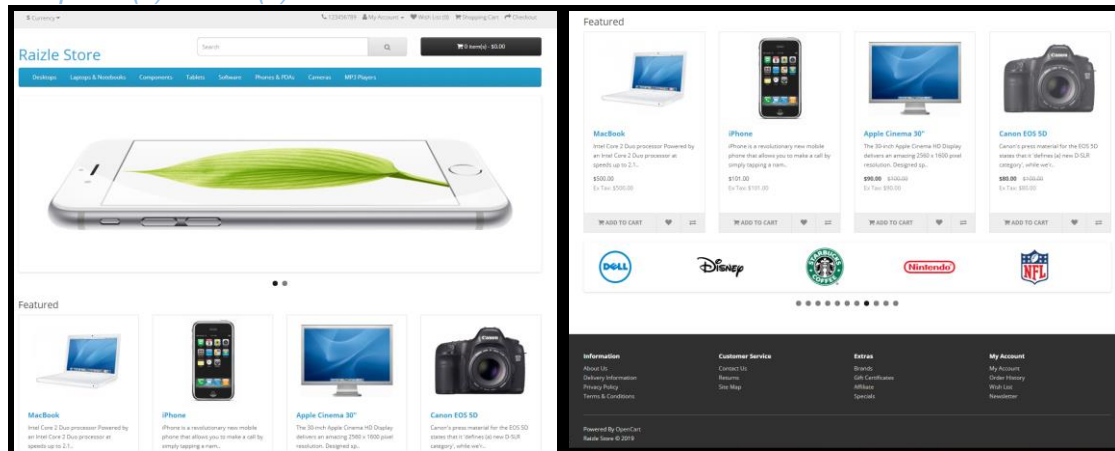 $ Currency
123456789 My Account Wish List (0) Shopping Cart Checkout
Raizle Store
Search
0 item(s) - $0.00
Desktops Laptops & Notebooks Components Tablets Software Phones & PDAs Cameras MP3 Players
Featured
MacBook
Intel Core 2 Duo processor Powered by
an Intel Core 2 Duo processor at
speeds up to 2.1..
iPhone
iPhone is a revolutionary new mobile
phone that allows you to make a call by
simply tapping a nam..
Apple Cinema 30"
The 30-inch Apple Cinema HD Display
delivers an amazing 2560 x 1600 pixel
resolution. Designed sp..
Canon EOS 5D
Canon's press material for the EOS 5D
states that it 'defines (a) new D-SLR
category', while we'r..
Featured
MacBook
Intel Core 2 Duo processor Powered by
an Intel Core 2 Duo processor at
speeds up to 2.1..
$500.00
Ex Tax: $500.00
ADD TO CART
iPhone
iPhone is a revolutionary new mobile
phone that allows you to make a call by
simply tapping a nam..
$101.00
Ex Tax: $101.00
ADD TO CART
Apple Cinema 30"
The 30-inch Apple Cinema HD Display
delivers an amazing 2560 x 1600 pixel
resolution. Designed sp..
$90.00 $100.00
Ex Tax: $90.00
ADD TO CART
Canon EOS 5D
Canon's press material for the EOS 5D
states that it 'defines (a) new D-SLR
category', while we'r..
$80.00 $100.00
Ex Tax: $80.00
ADD TO CART
DELL
Disney
STARBUCKS
COFFEE
Nintendo
NFL
Information
About Us
Delivery Information
Privacy Policy
Terms & Conditions
Customer Service
Contact Us
Returns
Site Map
Extras
Brands
Gift Certificates
Affiliate
Specials
My Account
My Account
Order History
Wish List
Newsletter
Powered By OpenCart
Raizle Store © 2019